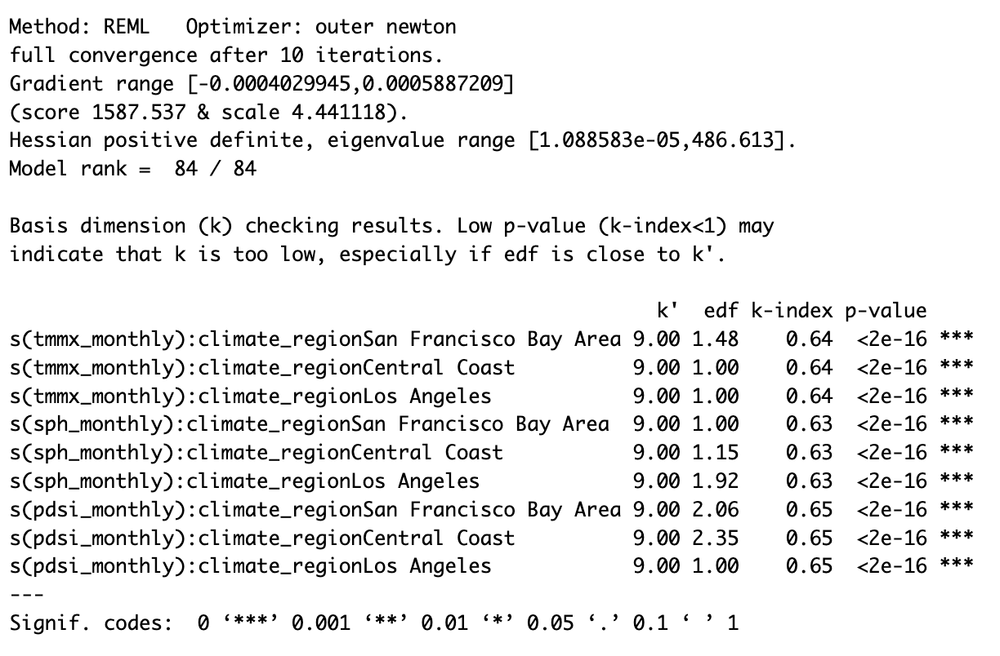 Method: REML   Optimizer: outer newton
full convergence after 10 iterations.
Gradient range [-0.0004029945,0.0005887209]
(score 1587.537 & scale 4.441118).
Hessian positive definite, eigenvalue range [1.088583e-05,486.613].
Model rank =  84 / 84

Basis dimension (k) checking results. Low p-value (k-index<1) may
indicate that k is too low, especially if edf is close to k'.

                                                       k'  edf k-index p-value
s(tmmx_monthly):climate_regionSan Francisco Bay Area 9.00 1.48    0.64  <2e-16 ***
s(tmmx_monthly):climate_regionCentral Coast          9.00 1.00    0.64  <2e-16 ***
s(tmmx_monthly):climate_regionLos Angeles            9.00 1.00    0.64  <2e-16 ***
s(sph_monthly):climate_regionSan Francisco Bay Area  9.00 1.00    0.63  <2e-16 ***
s(sph_monthly):climate_regionCentral Coast           9.00 1.15    0.63  <2e-16 ***
s(sph_monthly):climate_regionLos Angeles             9.00 1.92    0.63  <2e-16 ***
s(pdsi_monthly):climate_regionSan Francisco Bay Area 9.00 2.06    0.65  <2e-16 ***
s(pdsi_monthly):climate_regionCentral Coast          9.00 2.35    0.65  <2e-16 ***
s(pdsi_monthly):climate_regionLos Angeles            9.00 1.00    0.65  <2e-16 ***
---
Signif. codes:  0 ‘***’ 0.001 ‘**’ 0.01 ‘*’ 0.05 ‘.’ 0.1 ‘ ’ 1